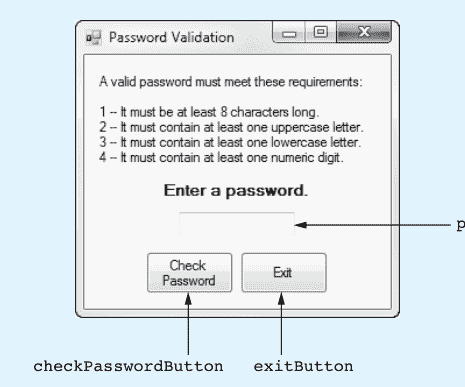 Password Validation
A valid password must meet these requirements:
1 -- It must be at least 8 characters long.
2 -- It must contain at least one uppercase letter.
3 -- It must contain at least one lowercase letter.
4 -- It must contain at least one numeric digit.
Enter a password.
p
Check
Password
Exit
checkPasswordButton
exitButton